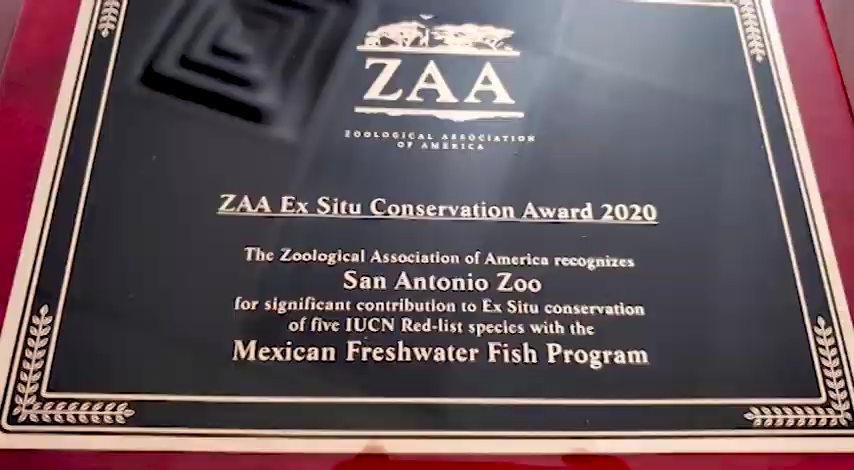 ZAA
ZOOLOGICAL ASSOCIATION
OF AMERICA
ZAA Ex Situ Conservation Award 2020
The Zoological Association of America recognizes
San Antonio Zoo
for significant contribution to Ex Situ conservation
of five IUCN Red-list species with the
Mexican Freshwater Fish Program